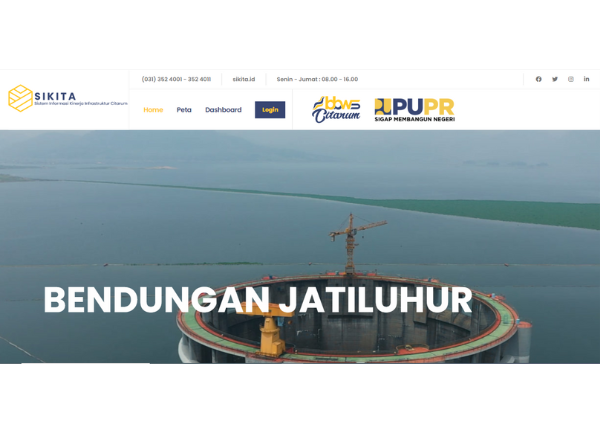 (031) 352 4001 - 352 4011
sikita.id
Senin - Jumat : 08.00 - 16.00
SIKITA
Sistem Informasi Kinerja Infrastruktur Citarum
Home
Peta
Dashboard
Login
bbws
Citarum
PUPR
SIGAP MEMBANGUN NEGERI
BENDUNGAN JATILUHUR